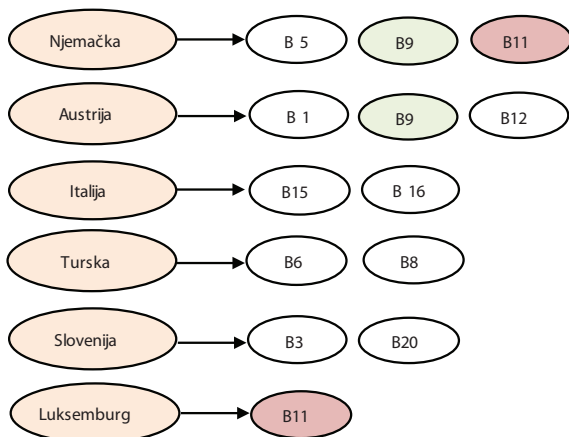 Njemačka B 5 B9 B11
Austrija B 1 B9 B12
Italija B15 B 16
Turska B6 B8
Slovenija B3 B20
Luksemburg B11